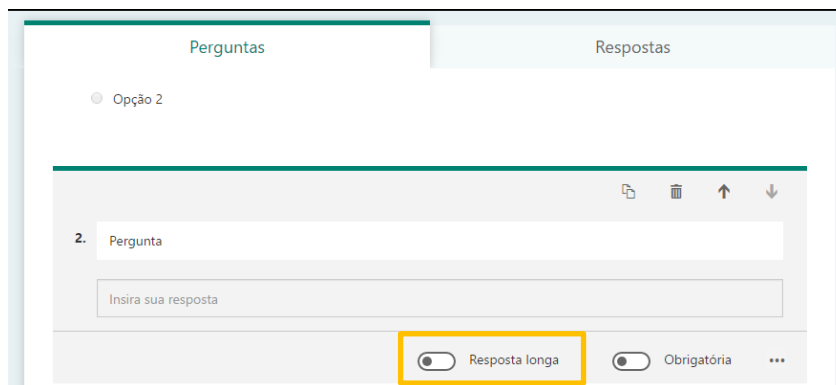 Perguntas Respostas
Opção 2
2. Pergunta
Insira sua resposta
Resposta longa Obrigatória